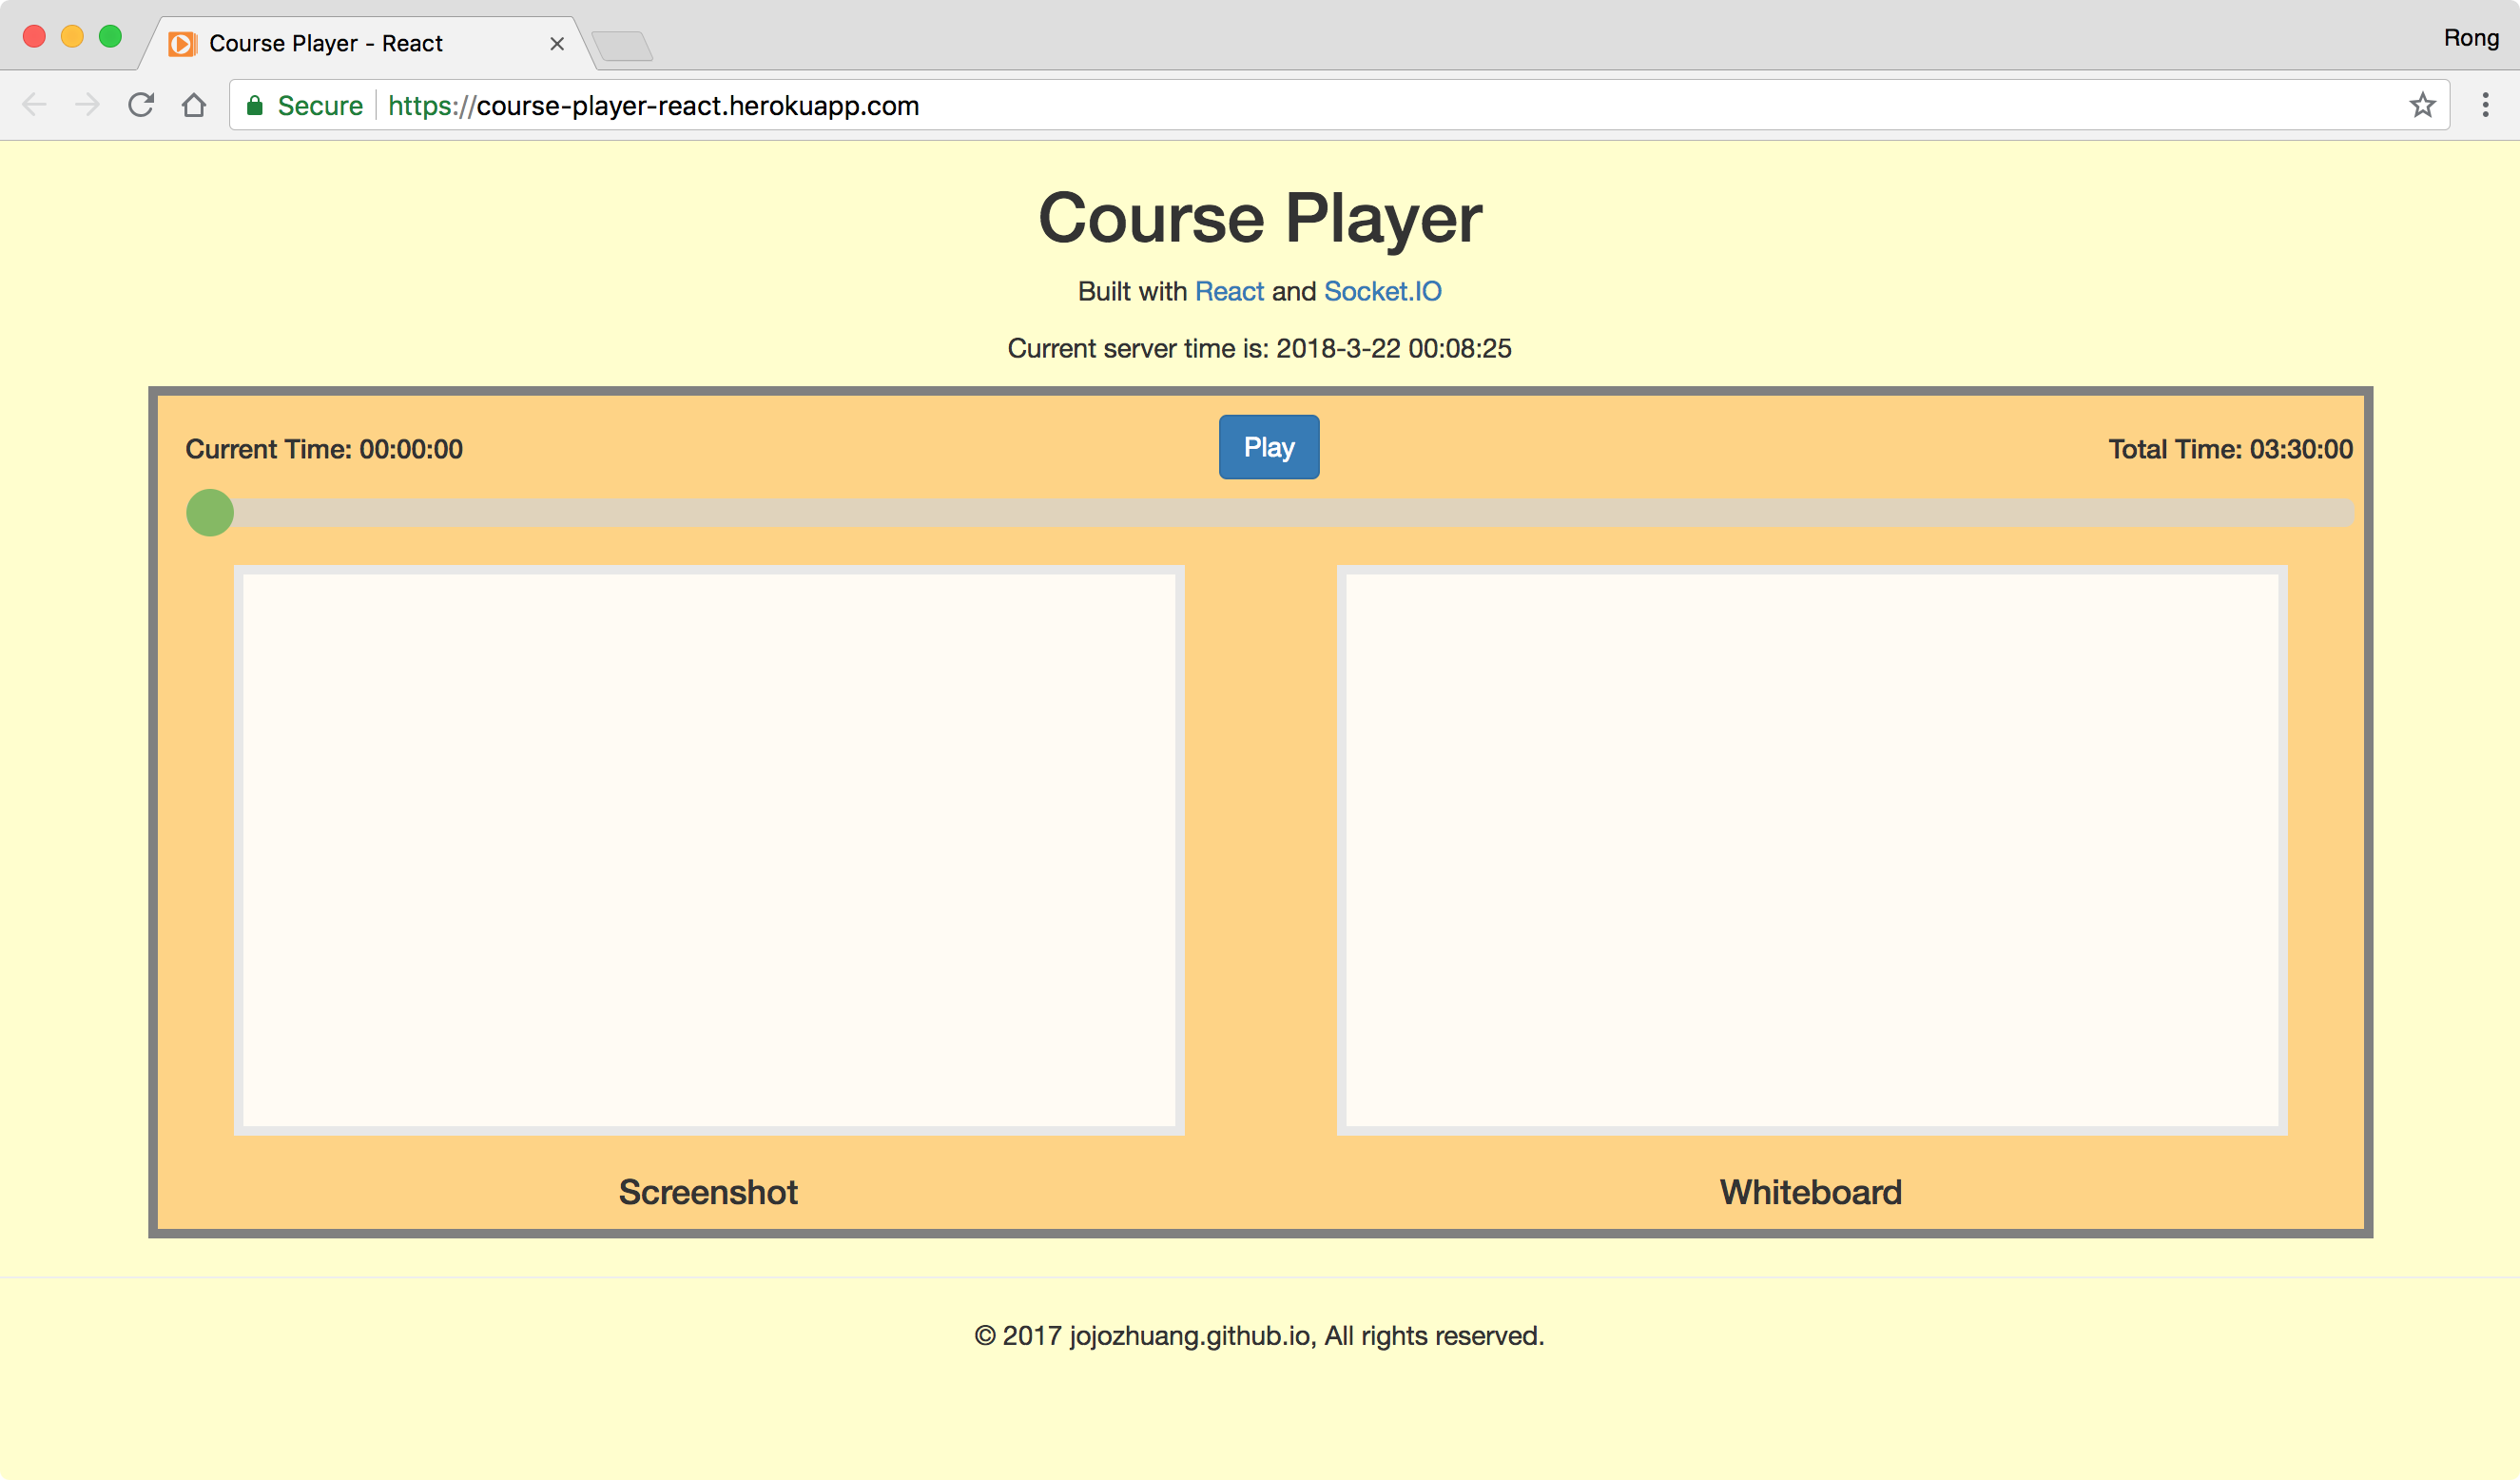 Course Player - React
Rong
Secure https://course-player-react.herokuapp.com
Course Player
Built with React and Socket.IO
Current server time is: 2018-3-22 00:08:25
Current Time: 00:00:00
Play
Total Time: 03:30:00
Screenshot
Whiteboard
© 2017 jojozhuang.github.io, All rights reserved.